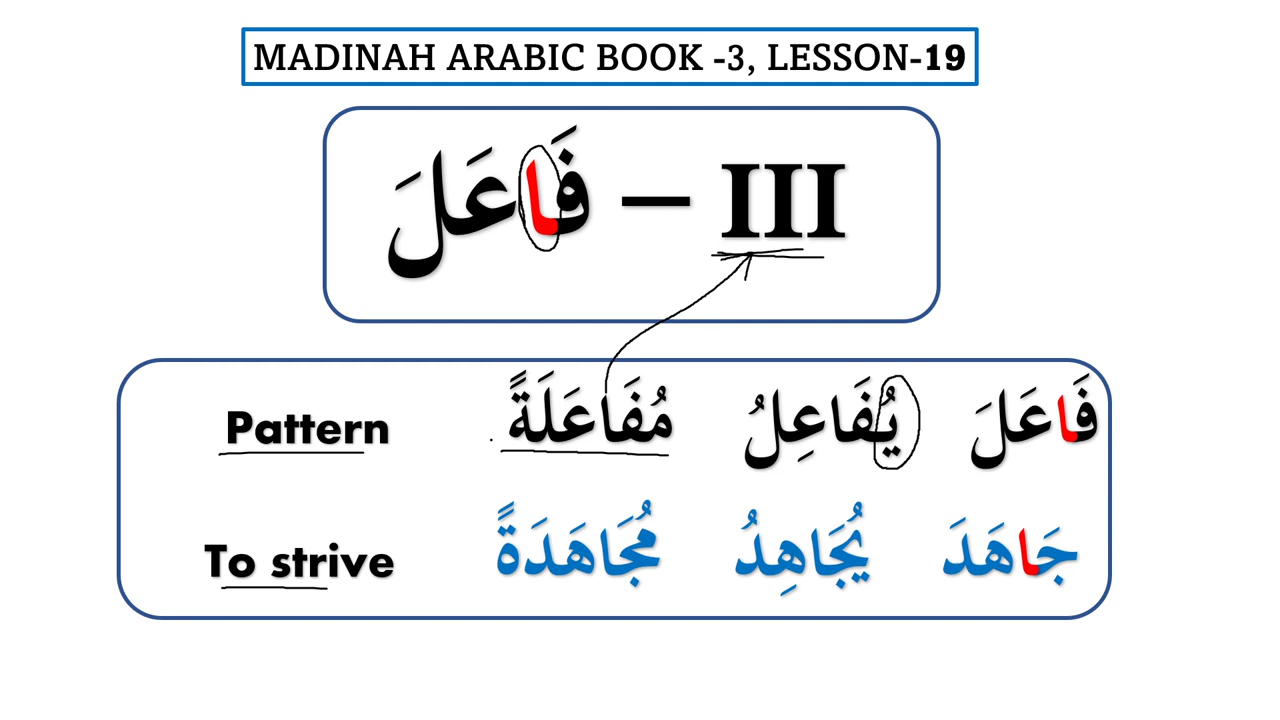 MADINAH ARABIC BOOK -3, LESSON-19
فَاعَلَ – III
فَاعَلَ يُفَاعِلُ مُفَاعَلَةً Pattern
جَاهَدَ يُجَاهِدُ مُجَاهَدَةً To strive